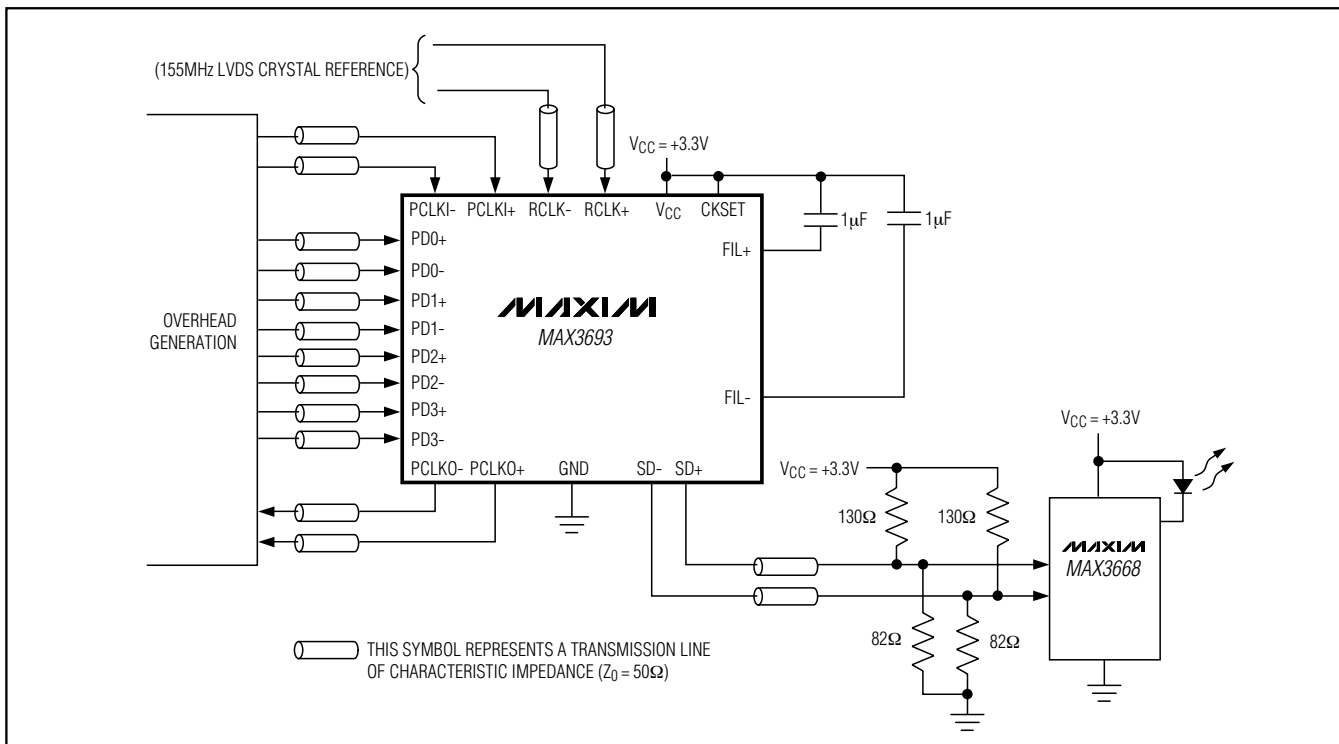 (155MHz LVDS CRYSTAL REFERENCE)
VCC = +3.3V
PCLKI- PCLKI+ RCLK- RCLK+ VCC CKSET
1μF
1μF
PD0+
FIL+
PD0-
PD1+
MAXIM
OVERHEAD
GENERATION
PD1-
MAX3693
PD2+
PD2-
FIL-
PD3+
PD3-
VCC = +3.3V
PCLKO- PCLKO+ GND SD- SD+
VCC = +3.3V
130Ω
130Ω
MAXIM
MAX3668
82Ω
82Ω
THIS SYMBOL REPRESENTS A TRANSMISSION LINE
OF CHARACTERISTIC IMPEDANCE (Z0 = 50Ω)